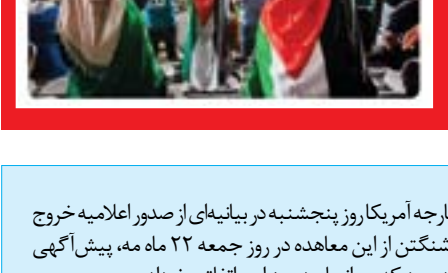 ارجه آمریکا روز پنجشنبه در بیانیه‌ای از صدور اعلامیه خروج
شنگتن از این معاهده در روز جمعه ۲۲ ماه مه، پیش‌آگهی